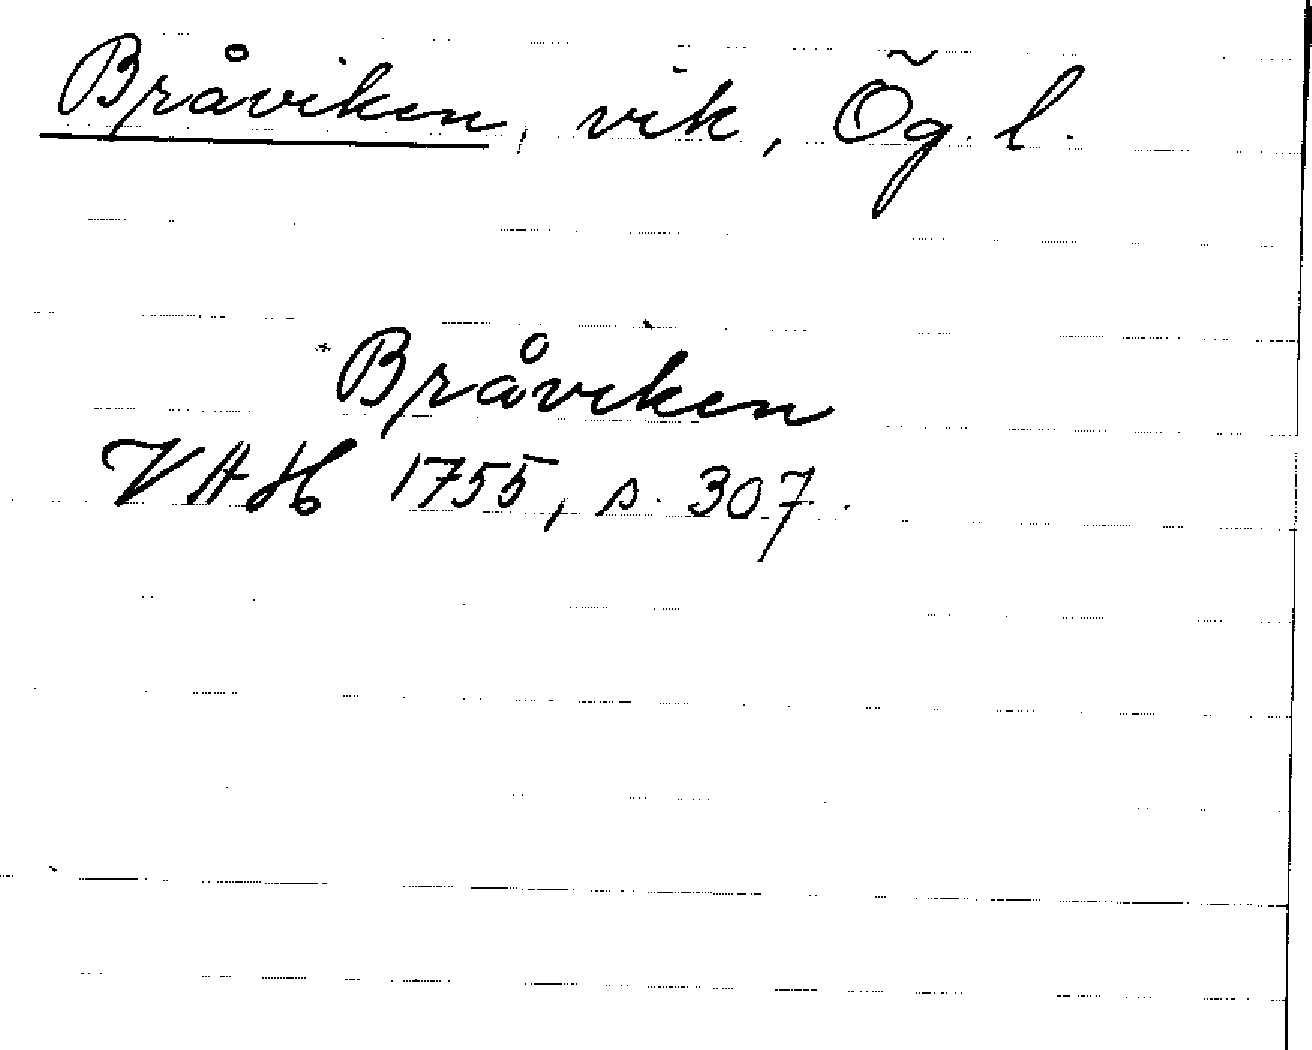 Bråviken, vik, Ög. l.
Bråviken
VAH 1755, s. 307.